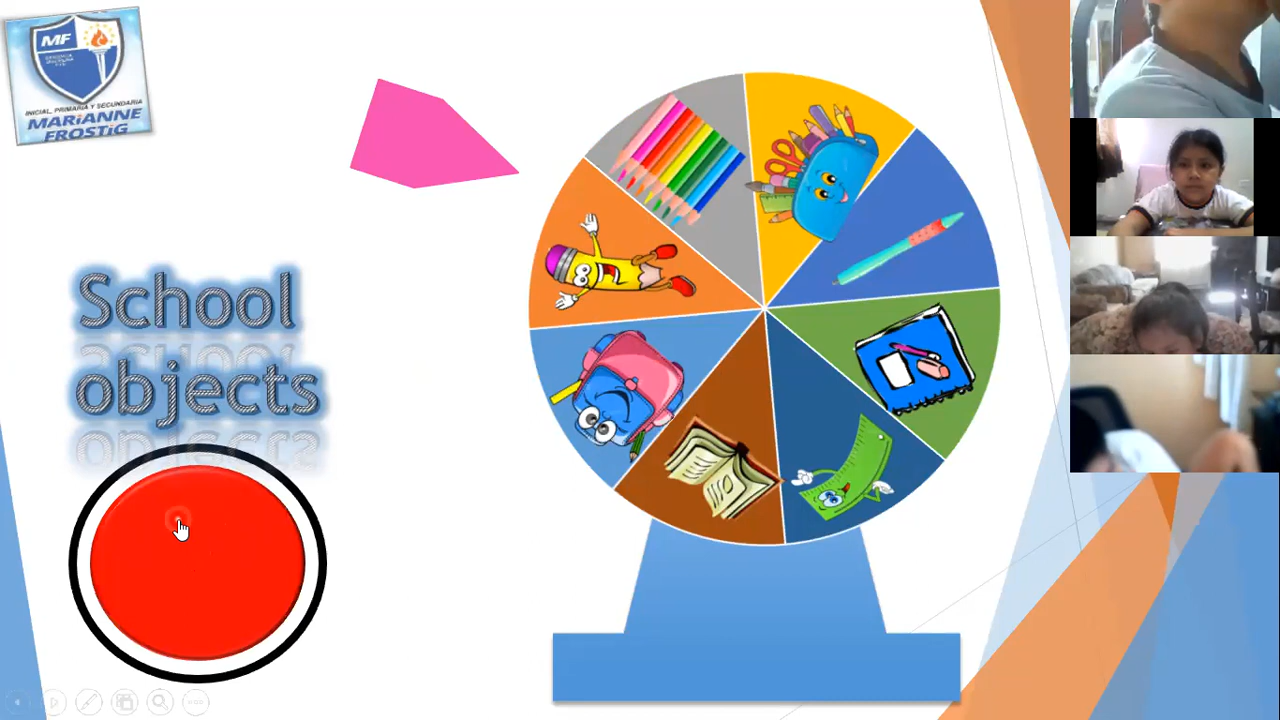 MF
INICIAL, PRIMARIA Y SECUNDARIA
MARiANNE
FROSTiG
School
objects